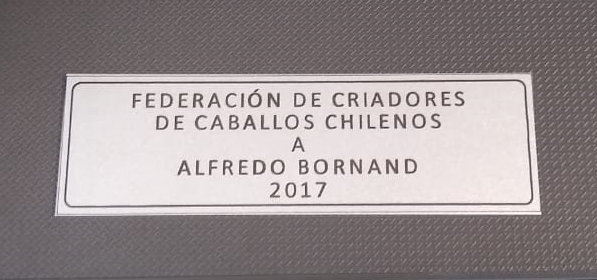 FEDERACIÓN DE CRIADORES
DE CABALLOS CHILENOS
A
ALFREDO BORNAND
2017